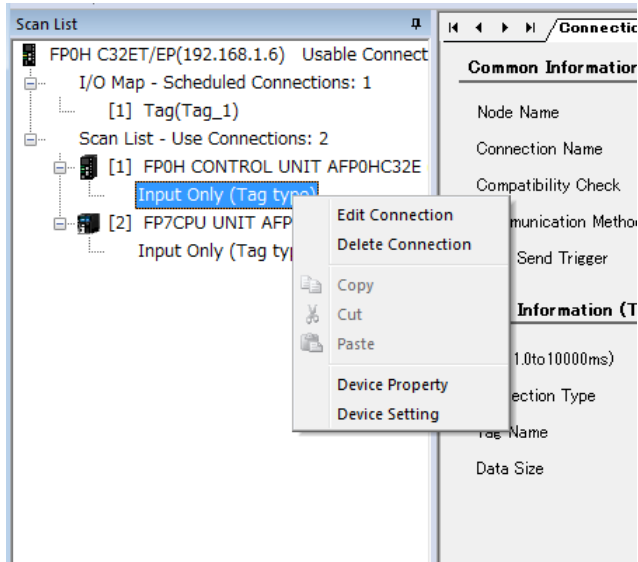 Scan List
FP0H C32ET/EP(192.168.1.6) Usable Connect
I/O Map - Scheduled Connections: 1
[1] Tag(Tag_1)
Scan List - Use Connections: 2
[1] FP0H CONTROL UNIT AFP0HC32E
Input Only (Tag type)
[2] FP7CPU UNIT AFP
Input Only (Tag typ
Edit Connection
Delete Connection
Copy
Cut
Paste
Device Property
Device Setting
Connectio
Common Information
Node Name
Connection Name
Compatibility Check
munication Metho
Send Trigger
Information (T
1.0to10000ms)
ection Type
Tag Name
Data Size